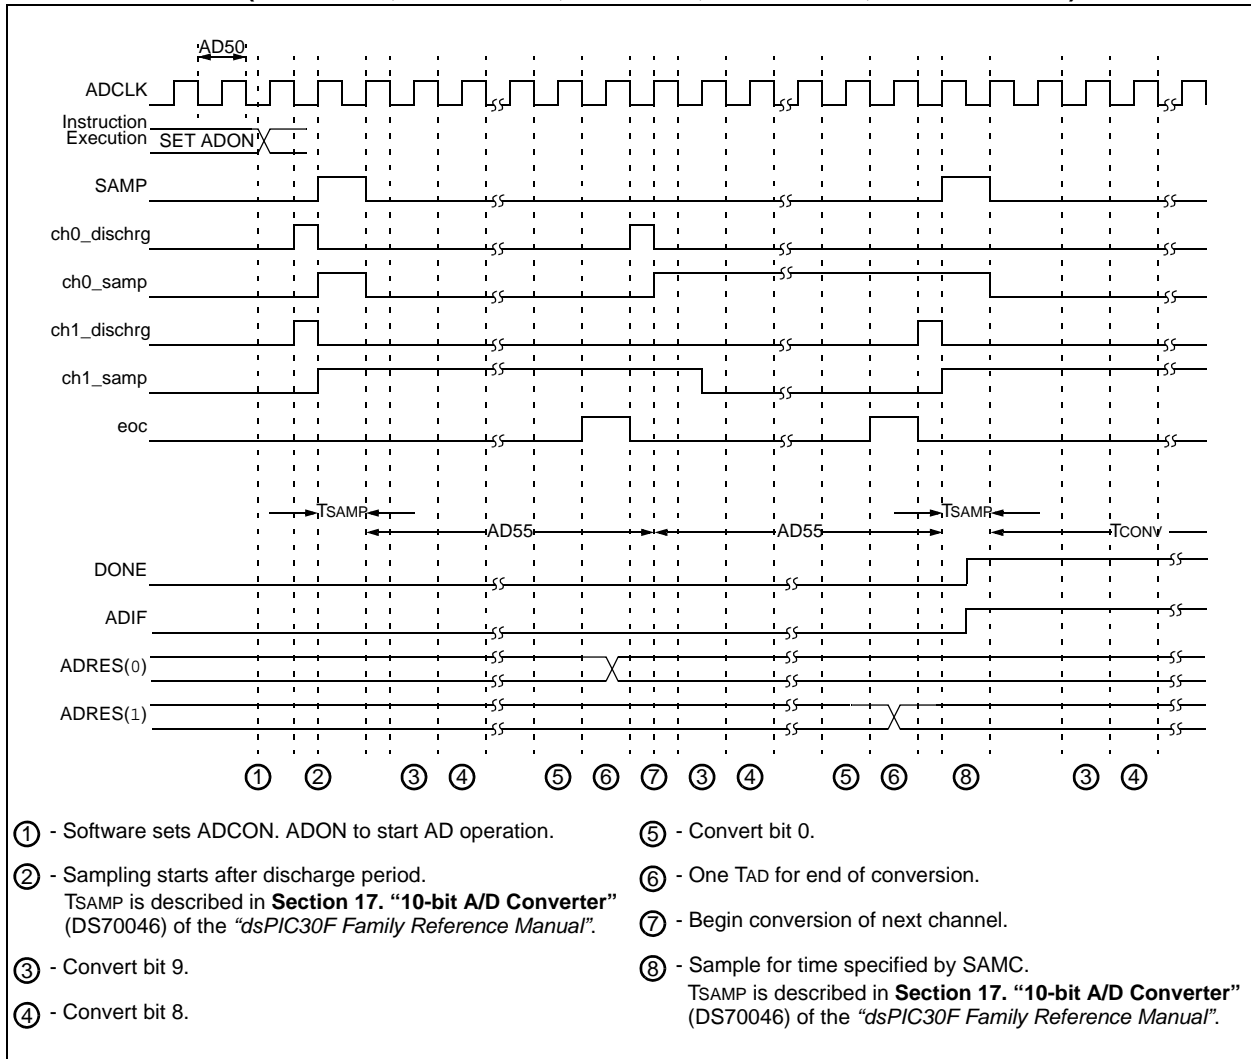 AD50
ADCLK
Instruction
Execution
SET ADON
SAMP
ch0_dischrg
ch0_samp
ch1_dischrg
ch1_samp
eoc
TSAMP
TSAMP
AD55
AD55
TCONV
DONE
ADIF
ADRES(0)
ADRES(1)
1 2 3 4 5 6 7 3 4 5 6 8 3 4
1 - Software sets ADCON. ADON to start AD operation.
2 - Sampling starts after discharge period.
TSAMP is described in Section 17. “10-bit A/D Converter”
(DS70046) of the “dsPIC30F Family Reference Manual”.
3 - Convert bit 9.
4 - Convert bit 8.
5 - Convert bit 0.
6 - One TAD for end of conversion.
7 - Begin conversion of next channel.
8 - Sample for time specified by SAMC.
TSAMP is described in Section 17. “10-bit A/D Converter”
(DS70046) of the “dsPIC30F Family Reference Manual”.